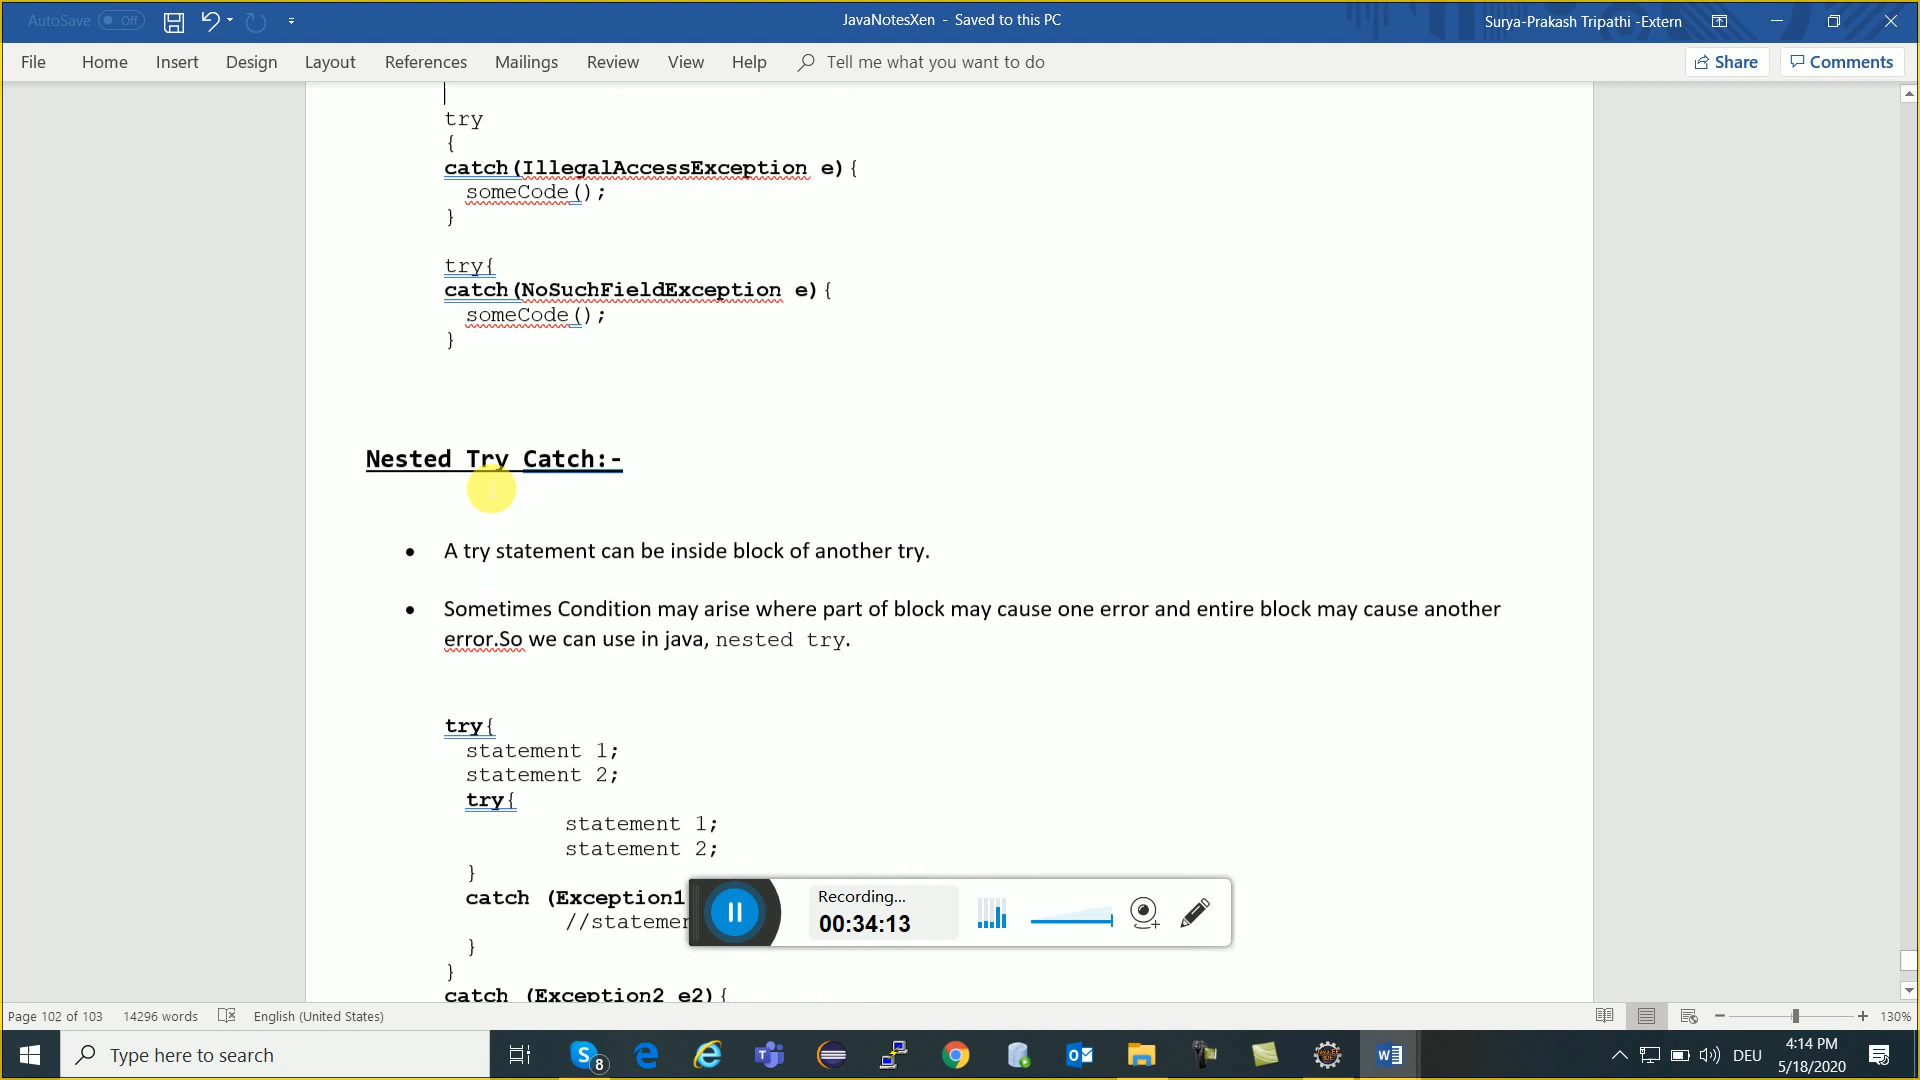 AutoSave Off
JavaNotesXen - Saved to this PC
Surya-Prakash Tripathi -Extern
File Home Insert Design Layout References Mailings Review View Help Tell me what you want to do Share Comments
try
{
catch(IllegalAccessException e){
someCode();
}
try{
catch(NoSuchFieldException e){
someCode();
}
Nested Try Catch:-
• A try statement can be inside block of another try.
• Sometimes Condition may arise where part of block may cause one error and entire block may cause another
error.So we can use in java, nested try.
try{
statement 1;
statement 2;
try{
statement 1;
statement 2;
}
catch (Exception1
//statemen
}
}
catch (Exception2 e2){
Recording...
00:34:13
Page 102 of 103 14296 words English (United States) 130%
Type here to search
8
DEU
4:14 PM
5/18/2020